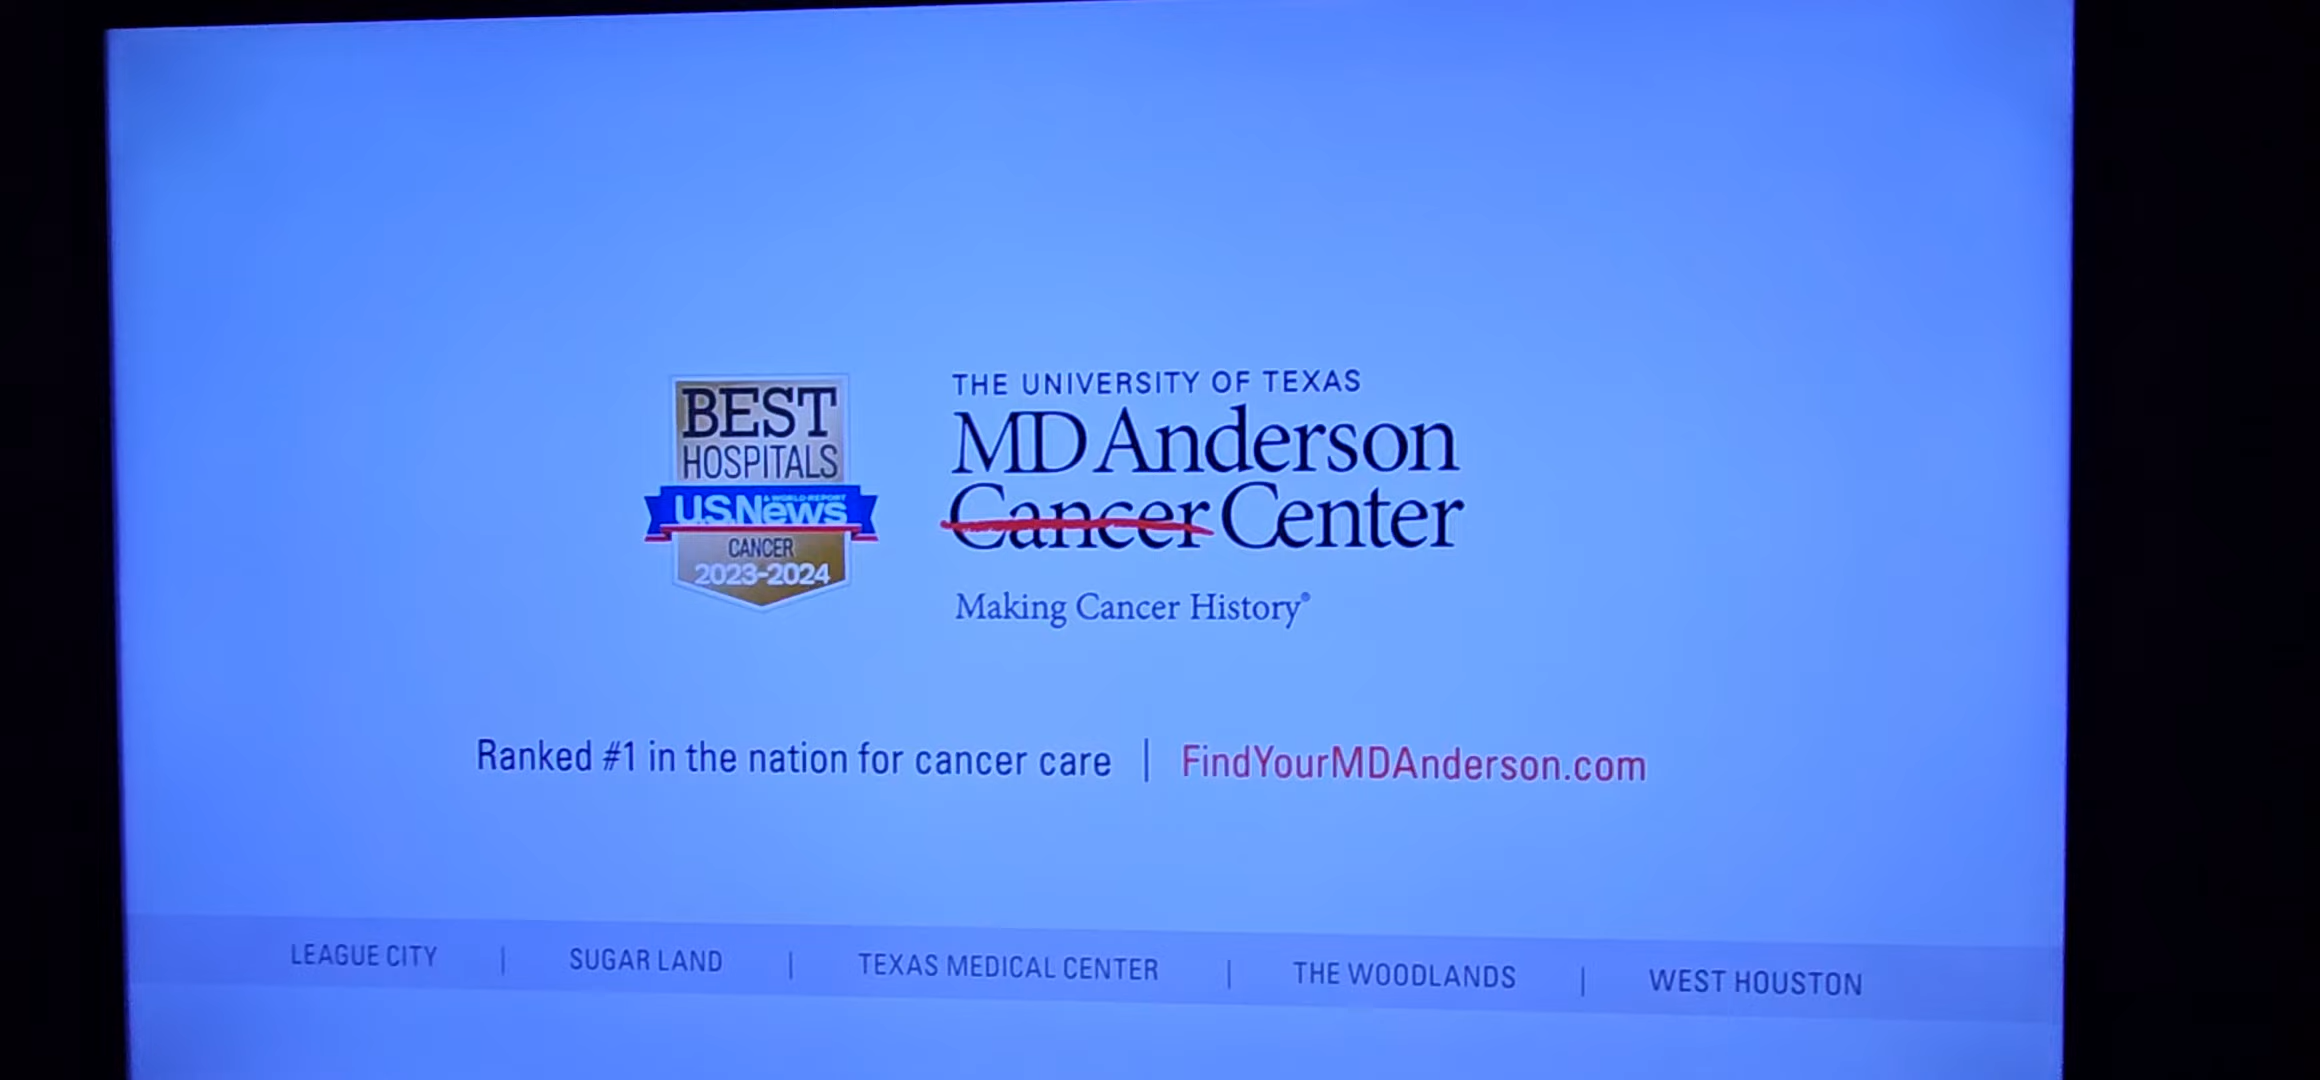 BEST
HOSPITALS
U.S.News
& WORLD REPORT
CANCER
2023-2024
THE UNIVERSITY OF TEXAS
MD Anderson
Cancer Center
Making Cancer History®
Ranked #1 in the nation for cancer care | FindYourMDAnderson.com
LEAGUE CITY | SUGAR LAND | TEXAS MEDICAL CENTER | THE WOODLANDS | WEST HOUSTON